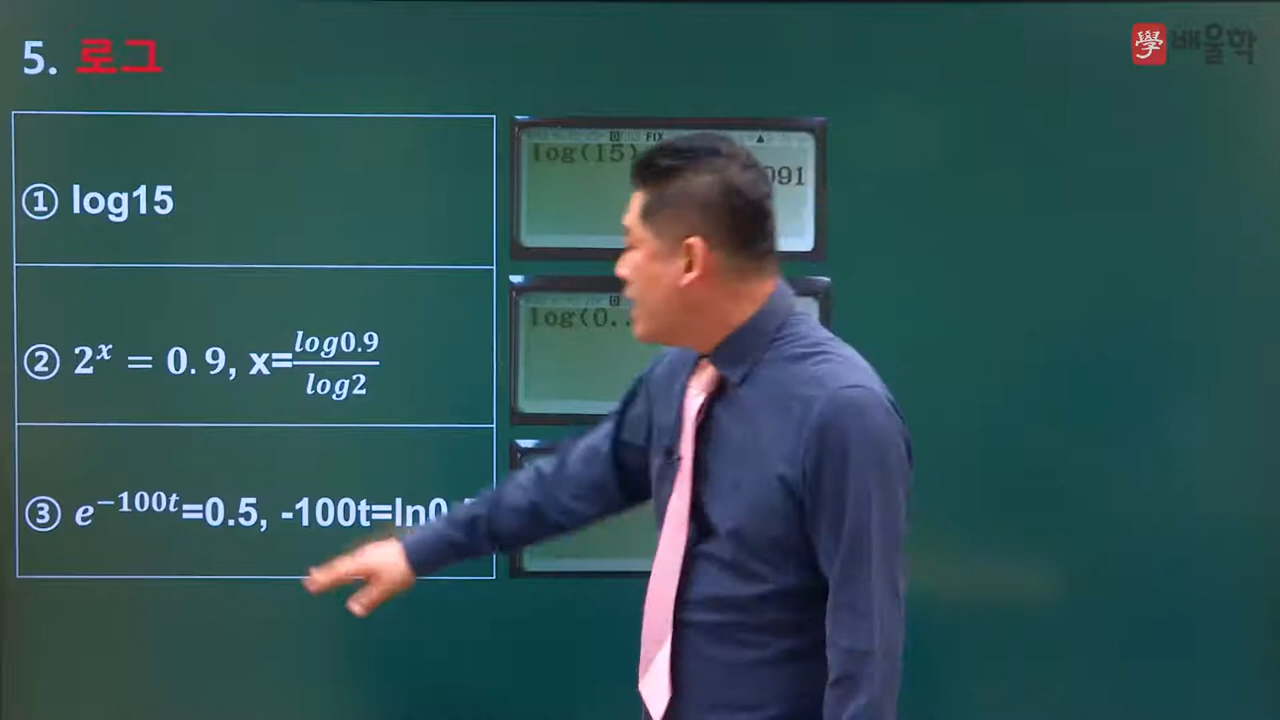 5. 로그
學 배울학
① log15
log(15)
FIX
091
② 2ˣ = 0.9, x=log0.9/log2
log(0..
③ e⁻¹⁰⁰ᵗ=0.5, -100t=ln0.